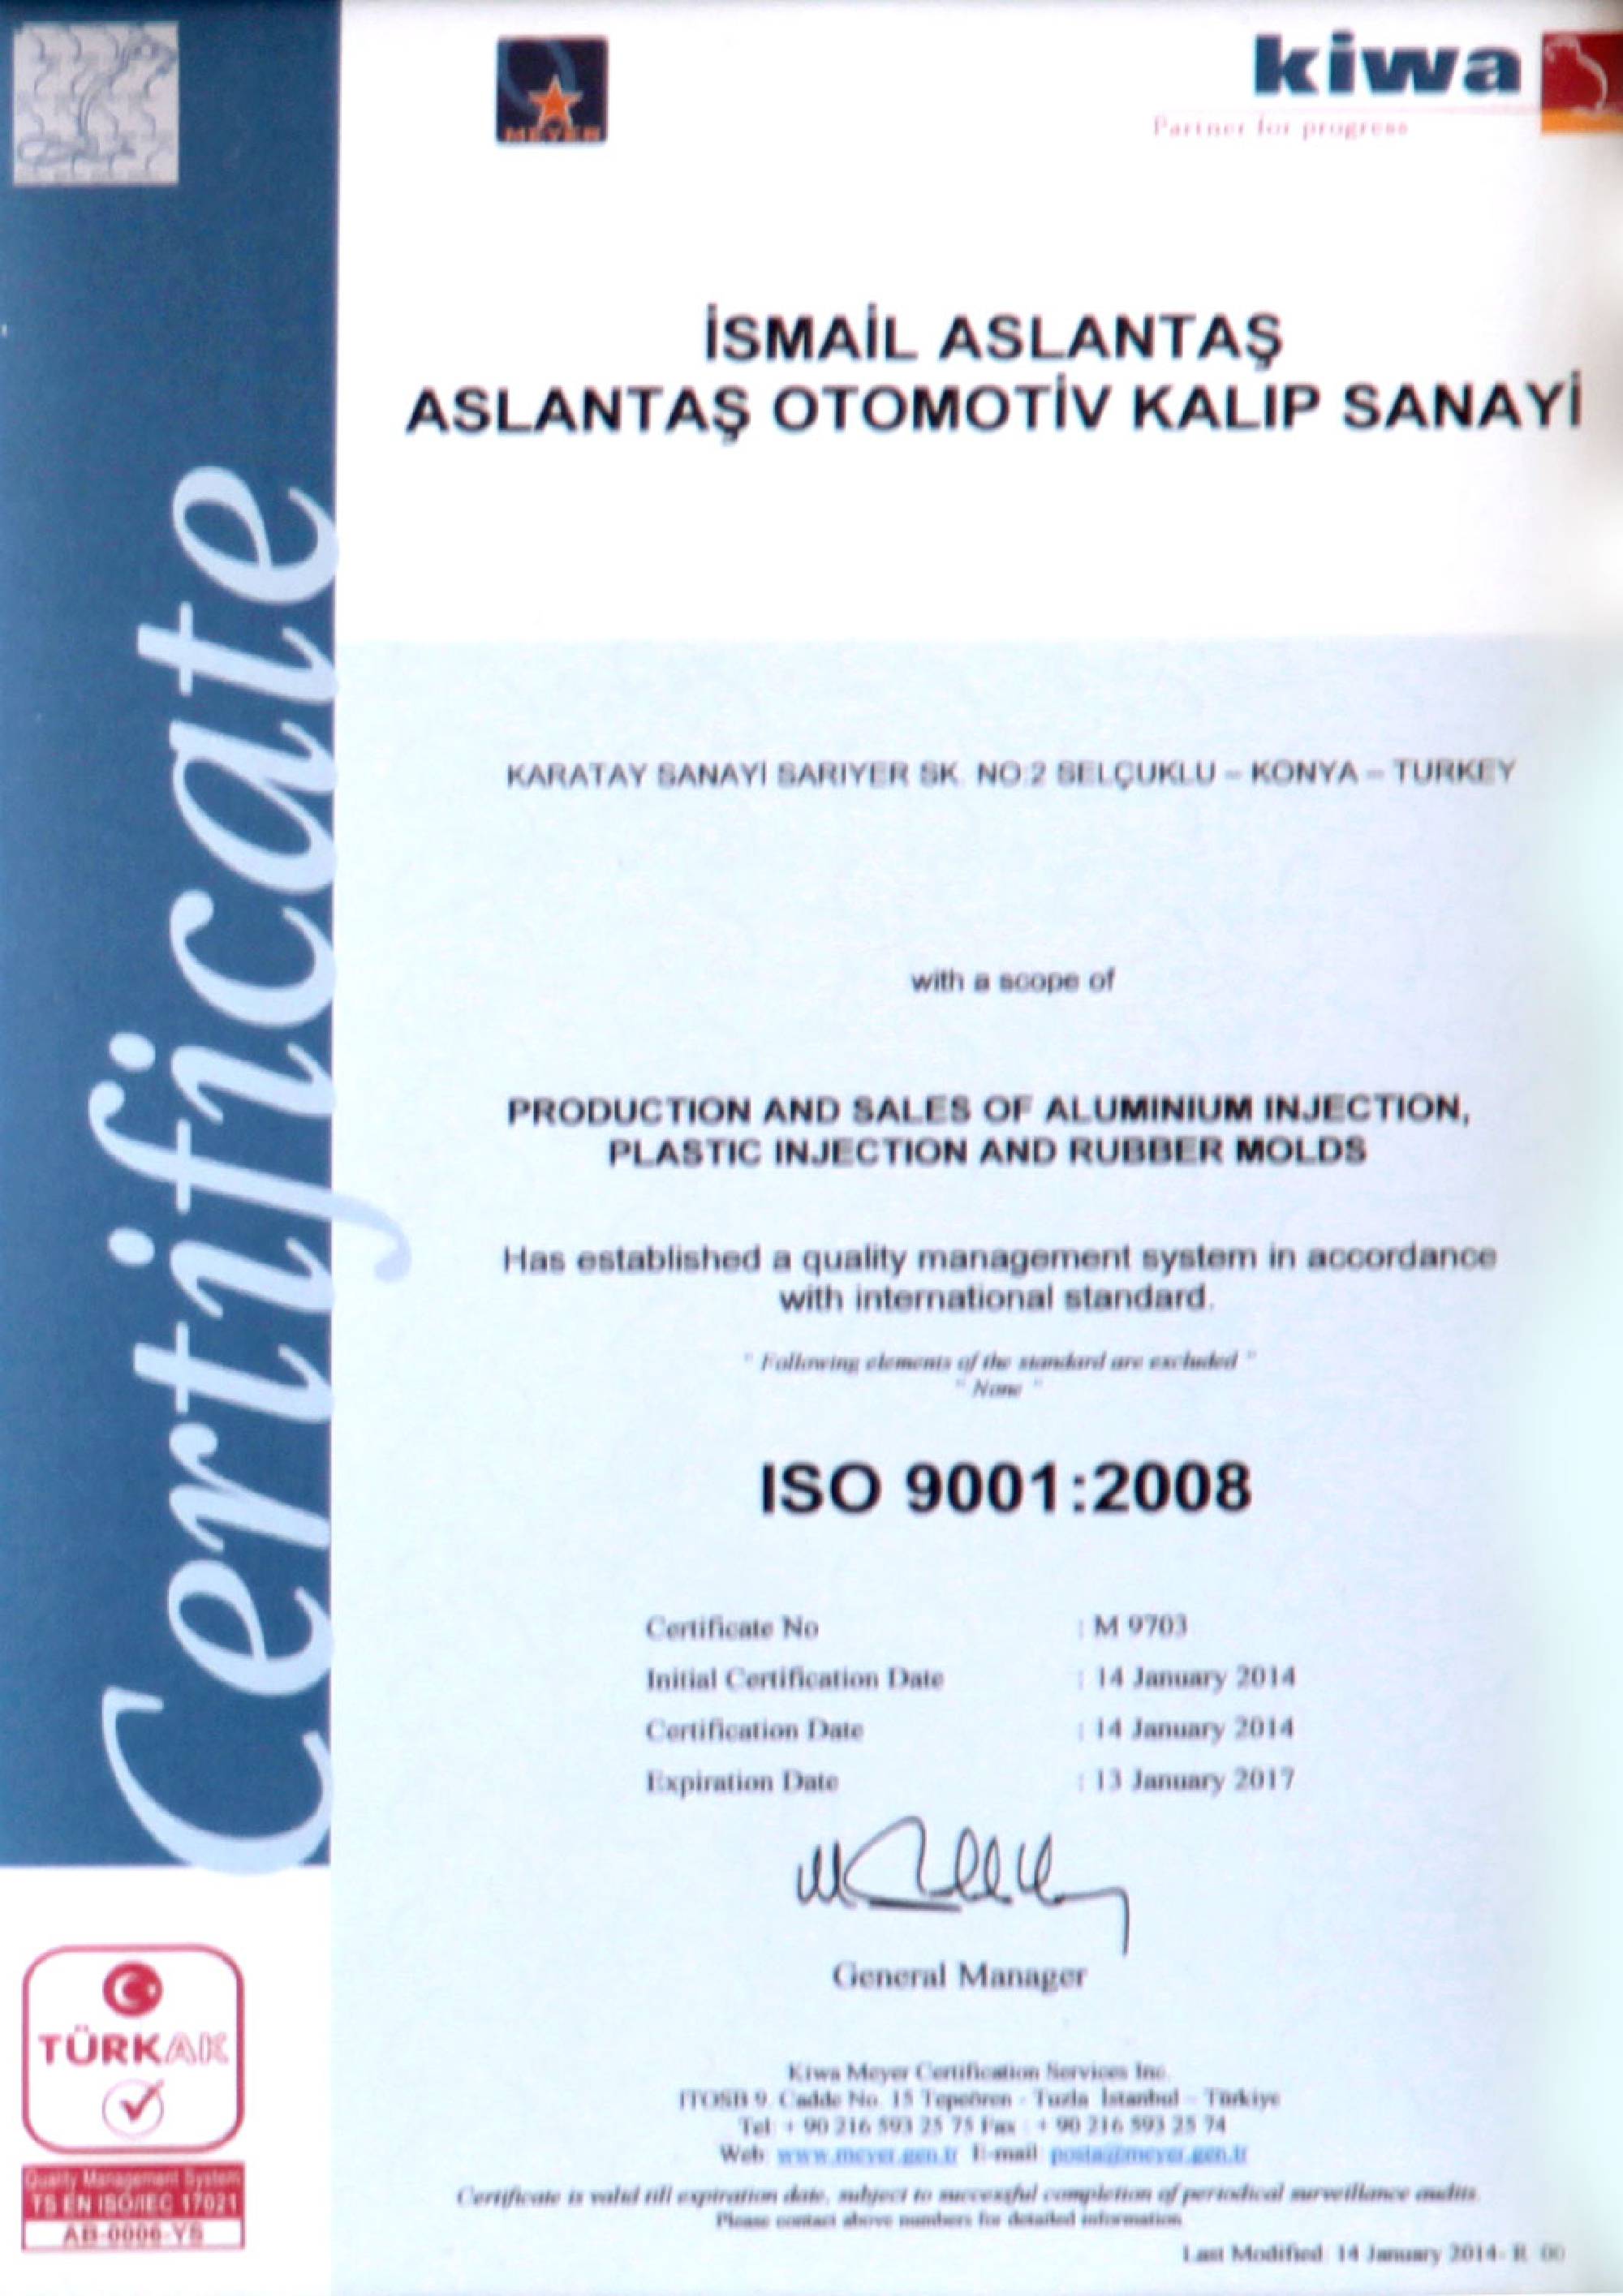 MEYER
kiwa
Partner for progress
İSMAİL ASLANTAŞ
ASLANTAŞ OTOMOTİV KALIP SANAYİ
Certificate
KARATAY SANAYİ SARIYER SK. NO:2 SELÇUKLU – KONYA – TURKEY
with a scope of
PRODUCTION AND SALES OF ALUMINIUM INJECTION,
PLASTIC INJECTION AND RUBBER MOLDS
Has established a quality management system in accordance
with international standard.
" Following elements of the standard are excluded "
" None "
ISO 9001:2008
Certificate No : M 9703
Initial Certification Date : 14 January 2014
Certification Date : 14 January 2014
Expiration Date : 13 January 2017
General Manager
Kiwa Meyer Certification Services Inc.
ITOSB 9. Cadde No. 15 Tepeören - Tuzla İstanbul – Türkiye
Tel: + 90 216 593 25 75 Fax : + 90 216 593 25 74
Web: www.meyer.gen.tr E-mail: posta@meyer.gen.tr
Certificate is valid till expiration date, subject to successful completion of periodical surveillance audits.
Please contact above numbers for detailed information
Last Modified: 14 January 2014- R. 00
TÜRKAK
Quality Management System
TS EN ISO/IEC 17021
AB-0006-YS